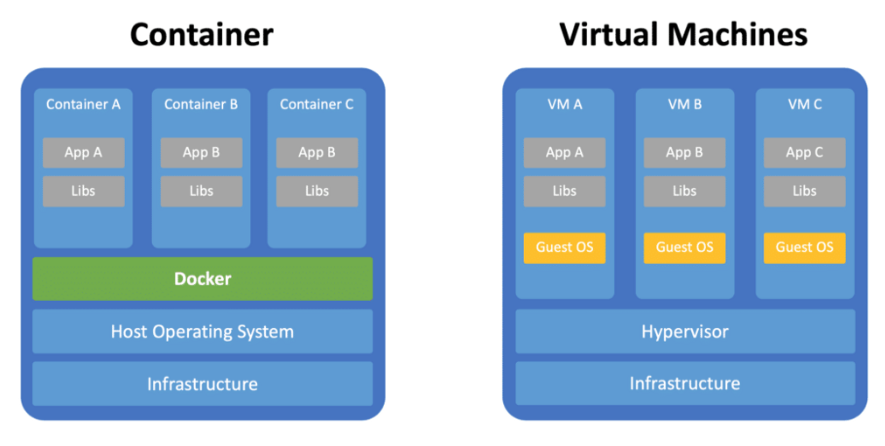 Container
Container A
Container B
Container C
App A
App B
App B
Libs
Libs
Libs
Docker
Host Operating System
Infrastructure
Virtual Machines
VM A
VM B
VM C
App A
App B
App C
Libs
Libs
Libs
Guest OS
Guest OS
Guest OS
Hypervisor
Infrastructure